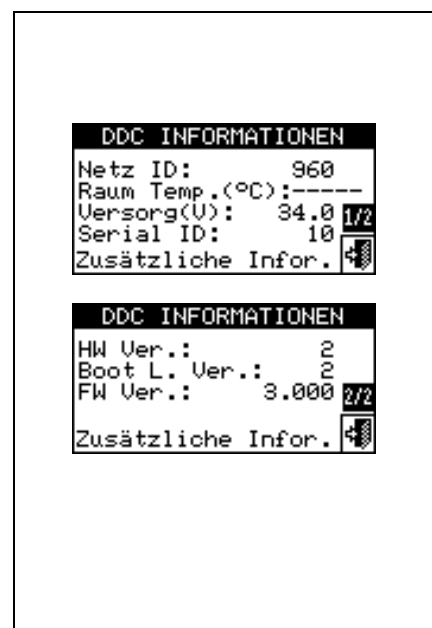 DDC INFORMATIONEN
Netz ID: 960
Raum Temp.(ºC):-----
Versorg(V): 34.0
1/2
Serial ID: 10
Zusätzliche Infor.
DDC INFORMATIONEN
HW Ver.: 2
Boot L. Ver.: 2
FW Ver.: 3.000
2/2
Zusätzliche Infor.